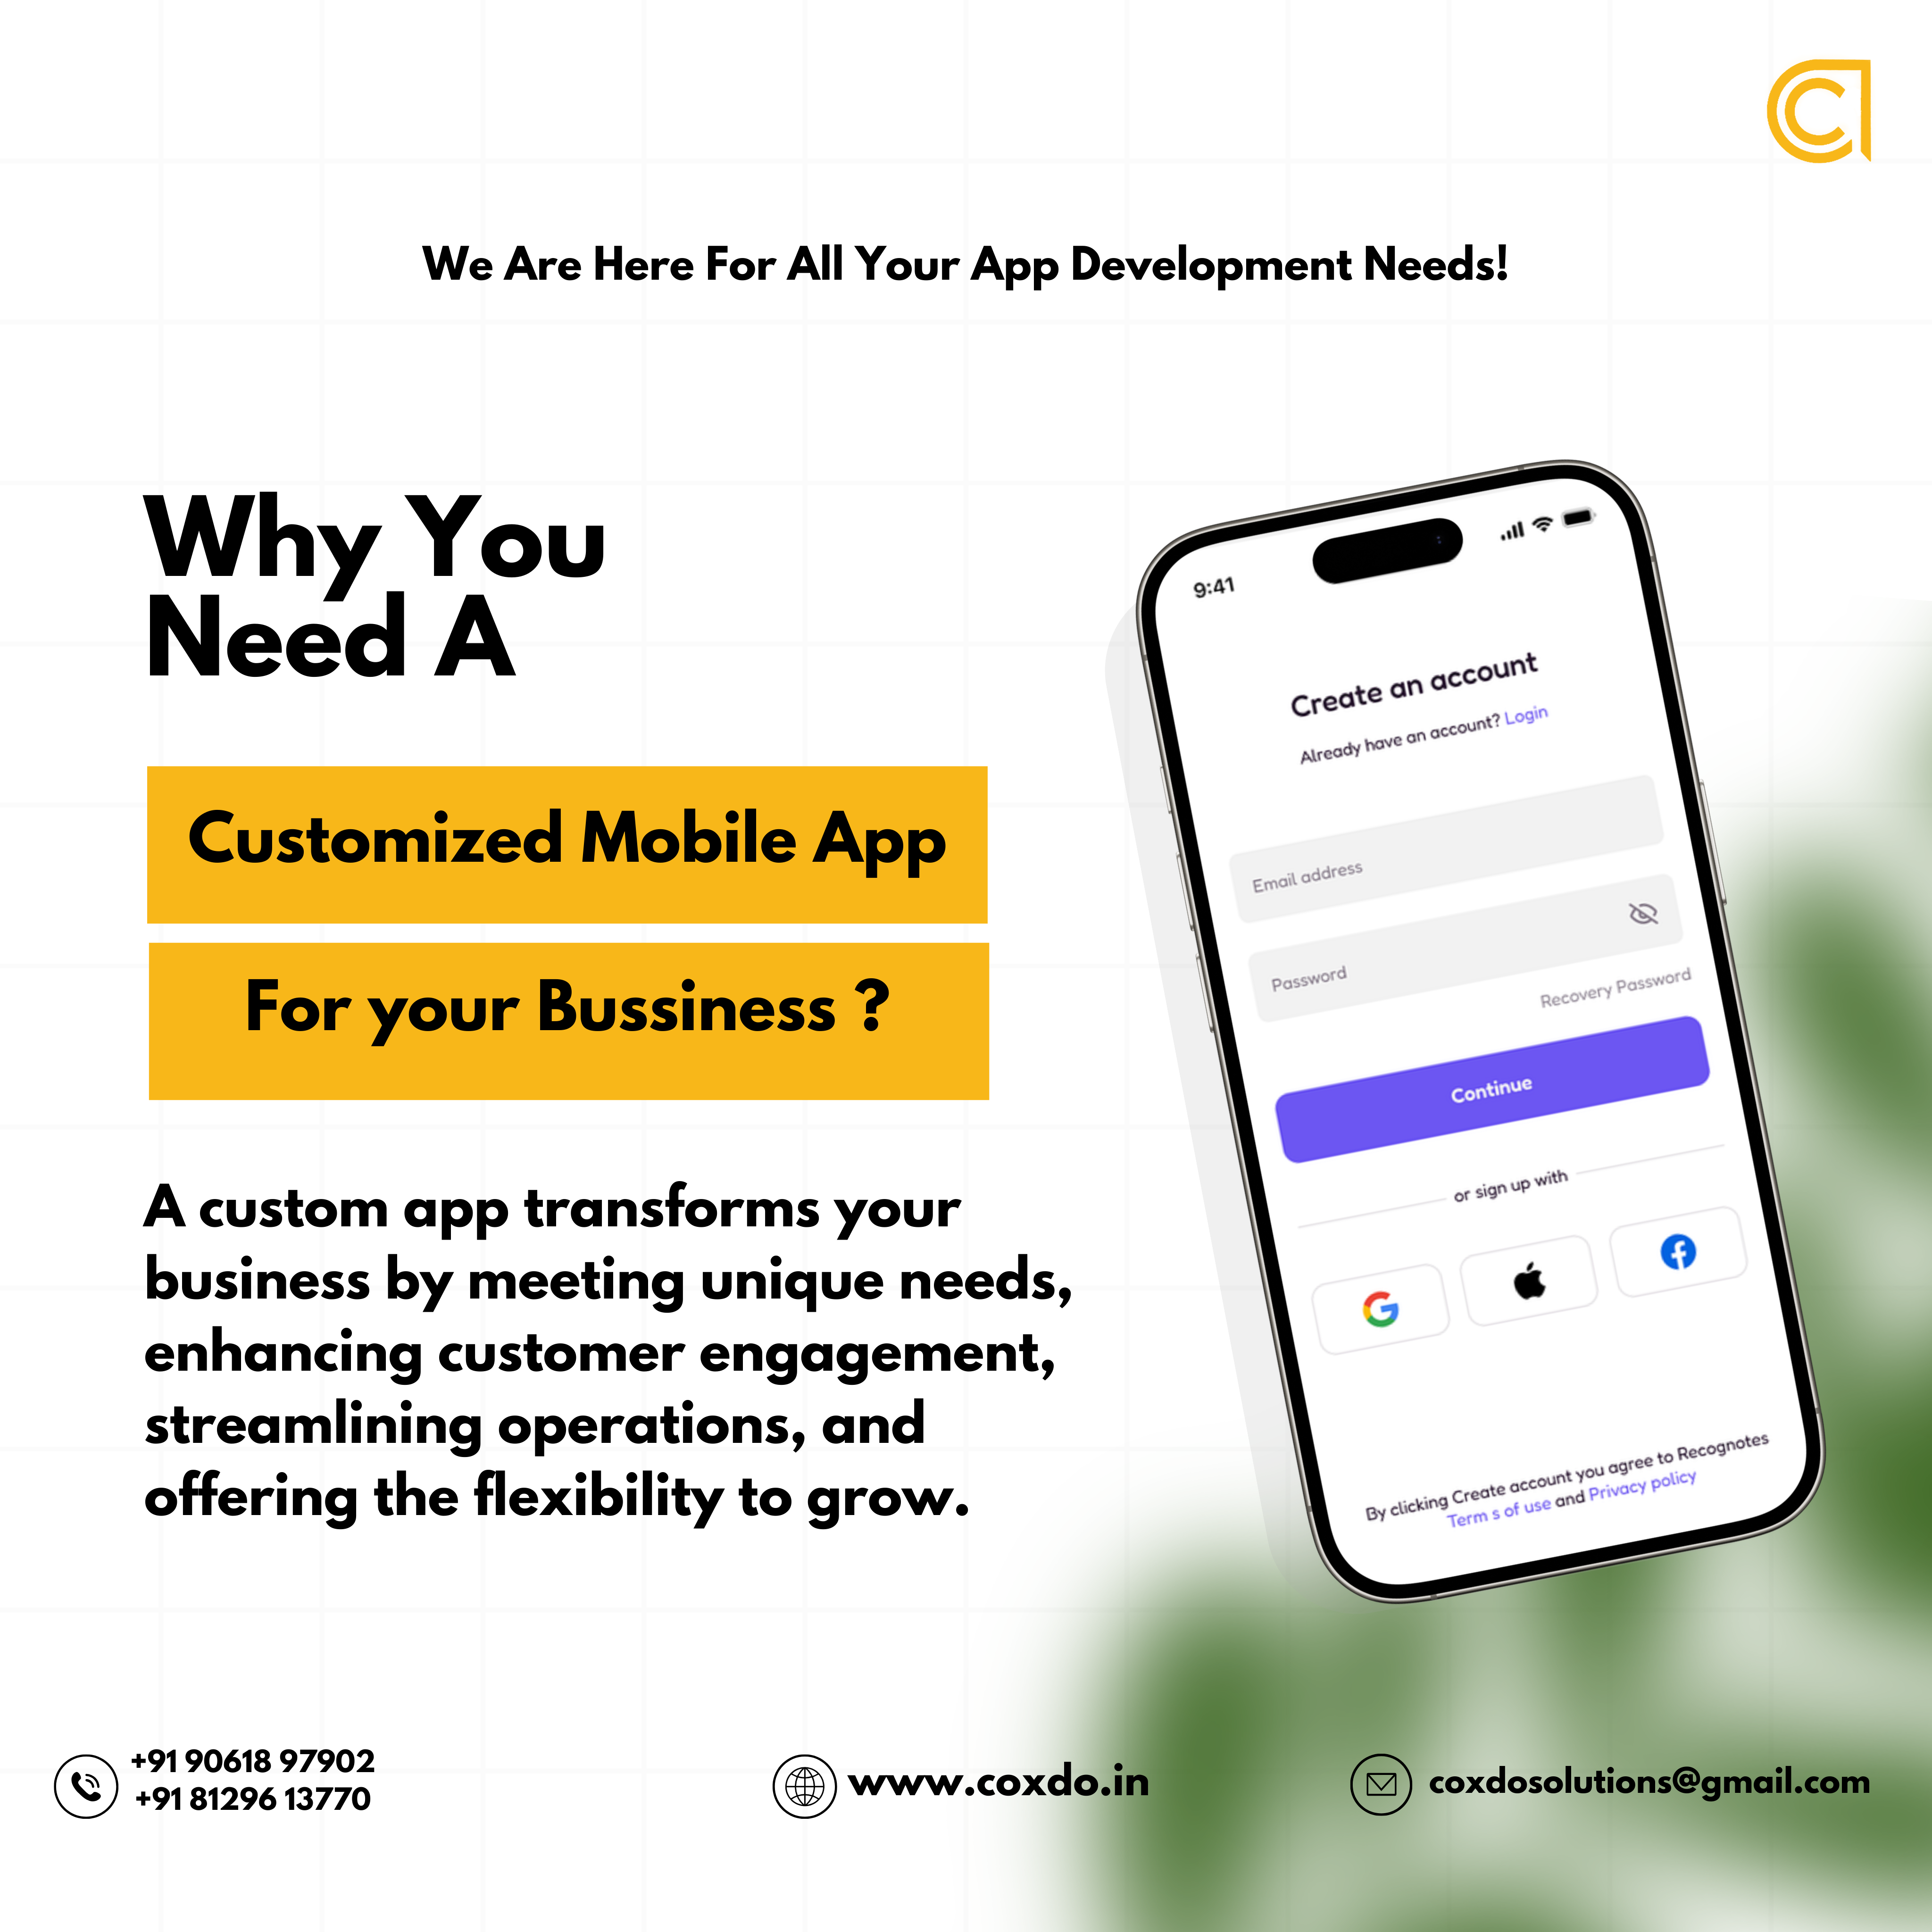 We Are Here For All Your App Development Needs!
Why You
Need A
Customized Mobile App
For your Bussiness ?
A custom app transforms your
business by meeting unique needs,
enhancing customer engagement,
streamlining operations, and
offering the flexibility to grow.
9:41
Create an account
Already have an account? Login
Email address
Password
Recovery Password
Continue
or sign up with
By clicking Create account you agree to Recognotes
Term s of use and Privacy policy
+91 90618 97902
+91 81296 13770
www.coxdo.in
coxdosolutions@gmail.com